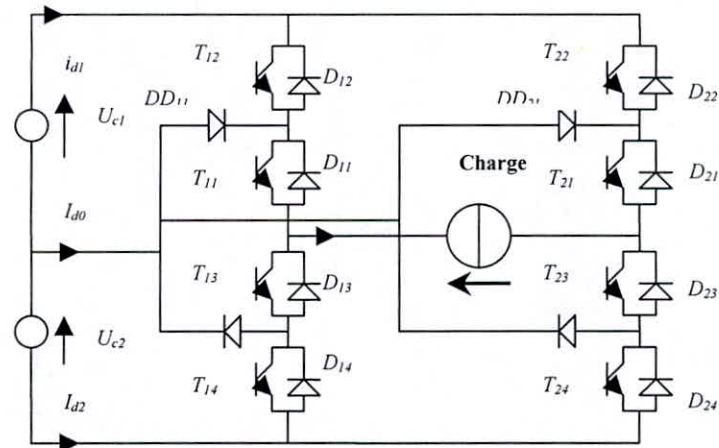 T12
T22
id1
D12
D22
DD11
Uc1
T11
D11
Charge
T21
D21
Id0
T13
D13
T23
D23
Uc2
D14
T14
T24
D24
Id2